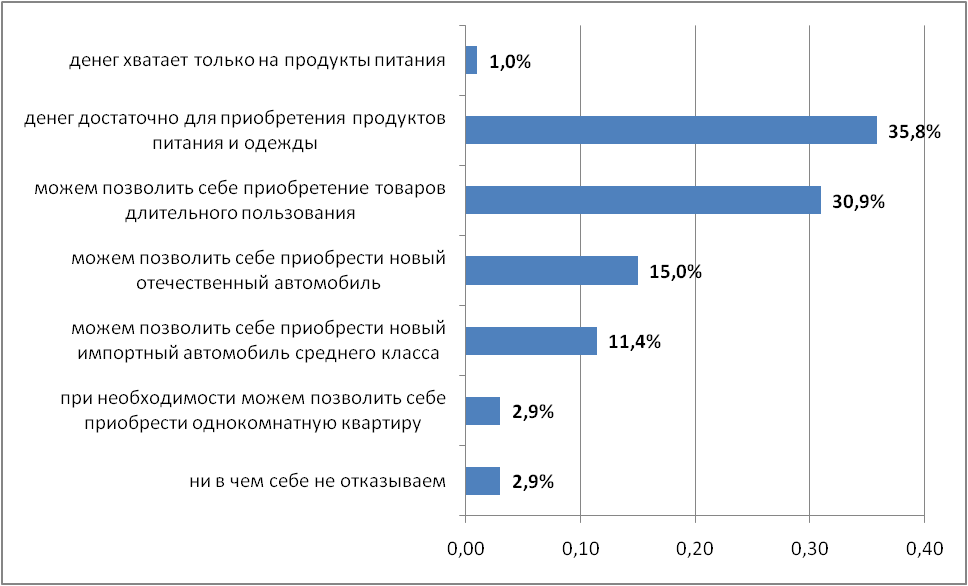 денег хватает только на продукты питания
1,0%
денег достаточно для приобретения продуктов
питания и одежды
35,8%
можем позволить себе приобретение товаров
длительного пользования
30,9%
можем позволить себе приобрести новый
отечественный автомобиль
15,0%
можем позволить себе приобрести новый
импортный автомобиль среднего класса
11,4%
при необходимости можем позволить себе
приобрести однокомнатную квартиру
2,9%
ни в чем себе не отказываем
2,9%
0,00 0,10 0,20 0,30 0,40